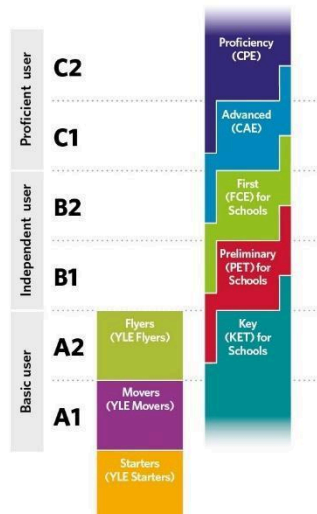 Proficient user
C2
Proficiency
(CPE)
C1
Advanced
(CAE)
Independent user
B2
First
(FCE) for
Schools
B1
Preliminary
(PET) for
Schools
Basic user
A2
Flyers
(YLE Flyers)
Key
(KET) for
Schools
A1
Movers
(YLE Movers)
Starters
(YLE Starters)